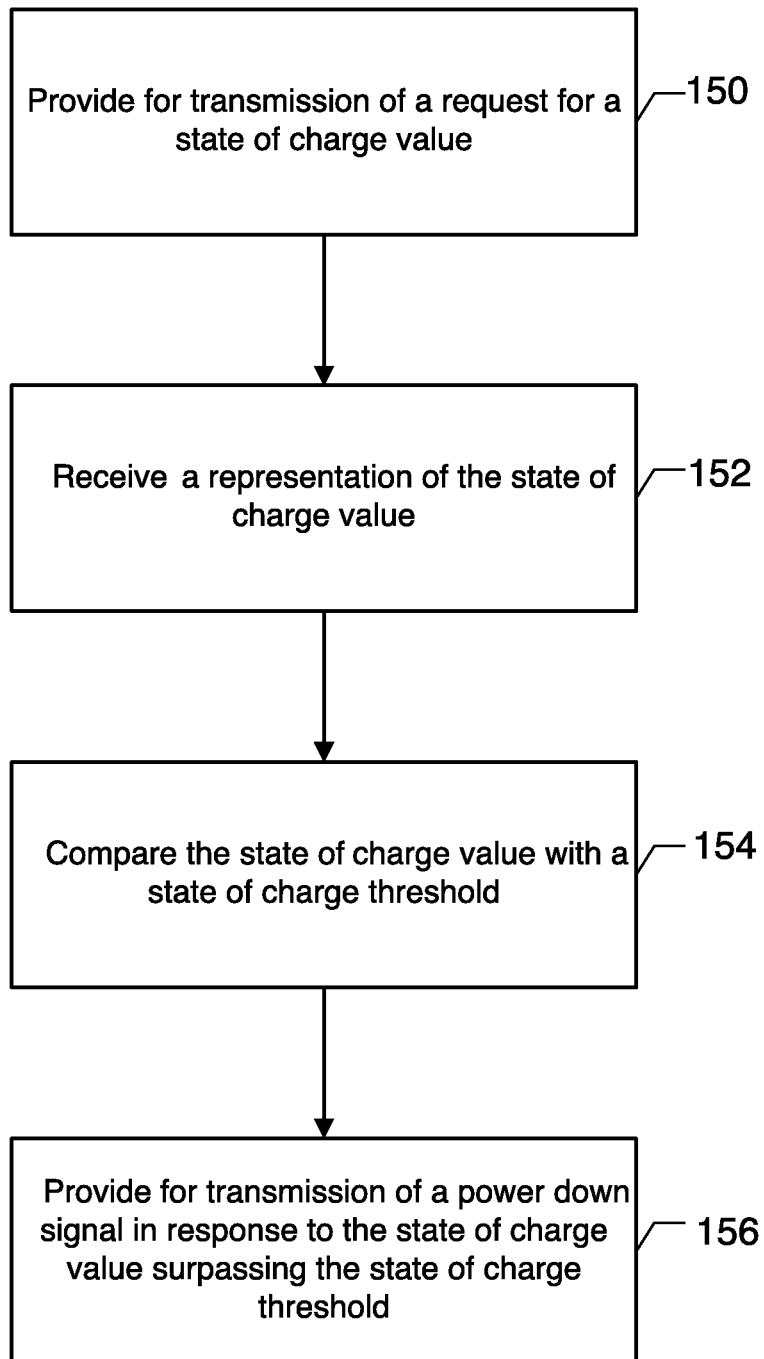 Provide for transmission of a request for a
state of charge value
150
Receive a representation of the state of
charge value
152
Compare the state of charge value with a
state of charge threshold
154
Provide for transmission of a power down
signal in response to the state of charge
value surpassing the state of charge
threshold
156